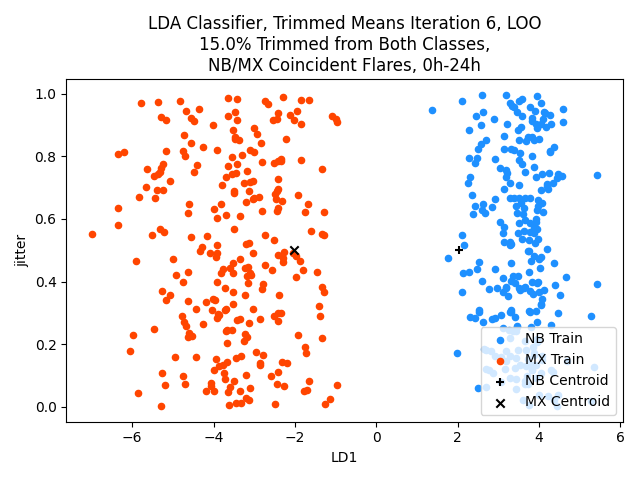 LDA Classifier, Trimmed Means Iteration 6, LOO
15.0% Trimmed from Both Classes,
NB/MX Coincident Flares, 0h-24h
1.0
0.8
0.6
0.4
0.2
0.0
jitter
−6
−4
−2
0
2
4
6
LD1
NB Train
MX Train
NB Centroid
MX Centroid